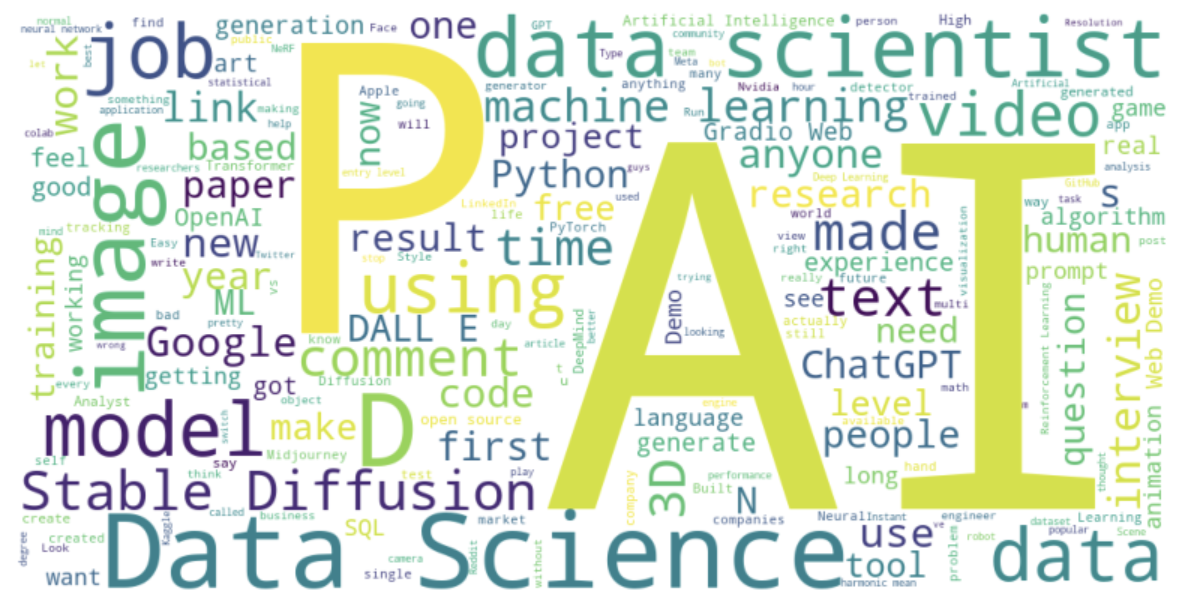 normal
neural network
find
generation
Face
one
GPT
Artificial Intelligence
person
High
Resolution
job
public
NeRF
data scientist
community
let
best
art
team
Type
Meta
bot
many
work
statistical
Apple
going
generator
anything
Nvidia
hour
detector
Artificial
something
application
link
making
machine learning
trained
video
generated
game
colab
help
now
will
project
Run
Gradio Web
app
image
feel
based
researchers
Transformer
entry level
Python
guys
anyone
real
analysis
good
paper
P
AI
LinkedIn
life
free
used
Deep Learning
research
GitHub
way
task
s
OpenAI
PyTorch
world
algorithm
mind
tracking
Easy
new
Twitter
result
time
view
made
visualization
human
post
training
working
write
year
vs
stop
Style
right
experience
really
future
prompt
ML
using
trying
see
text
multi
bad
pretty
DALL E
day
DeepMind
better
Demo
looking
actually
still
need
Reinforcement Learning
question
interview
Web Demo
animation
wrong
Google
know
comment
article
ChatGPT
math
every
getting
got
Diffusion
t
u
code
level
m
Analyst
object
engine
available
model
switch
make
D
open source
language
people
Midjourney
first
generate
self
say
think
test
play
company
3D
performance
Built
long
hand
thought
Stable Diffusion
N
create
called
business
SQL
market
companies
Neural
Instant
use
ve
engineer
dataset
Learning
degree
Look
created
Kaggle
Data Science
popular
Scene
problem
robot
data
want
camera
single
Reddit
without
tool
harmonic mean